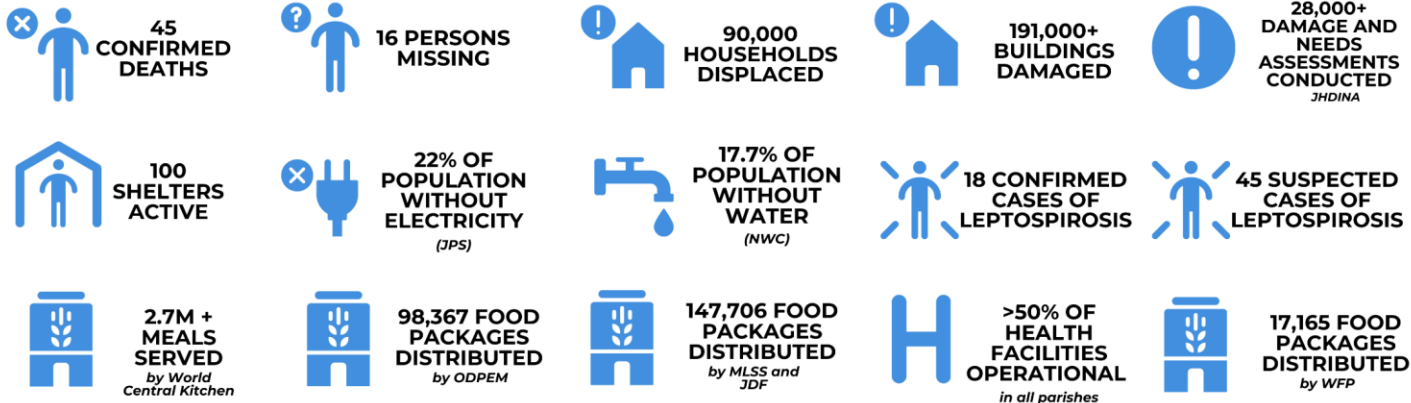 45
CONFIRMED
DEATHS
16 PERSONS
MISSING
90,000
HOUSEHOLDS
DISPLACED
191,000+
BUILDINGS
DAMAGED
28,000+
DAMAGE AND
NEEDS
ASSESSMENTS
CONDUCTED
JHDINA
100
SHELTERS
ACTIVE
22% OF
POPULATION
WITHOUT
ELECTRICITY
(JPS)
17.7% OF
POPULATION
WITHOUT
WATER
(NWC)
18 CONFIRMED
CASES OF
LEPTOSPIROSIS
45 SUSPECTED
CASES OF
LEPTOSPIROSIS
2.7M +
MEALS
SERVED
by World
Central Kitchen
98,367 FOOD
PACKAGES
DISTRIBUTED
by ODPEM
147,706 FOOD
PACKAGES
DISTRIBUTED
by MLSS and
JDF
>50% OF
HEALTH
FACILITIES
OPERATIONAL
in all parishes
17,165 FOOD
PACKAGES
DISTRIBUTED
by WFP